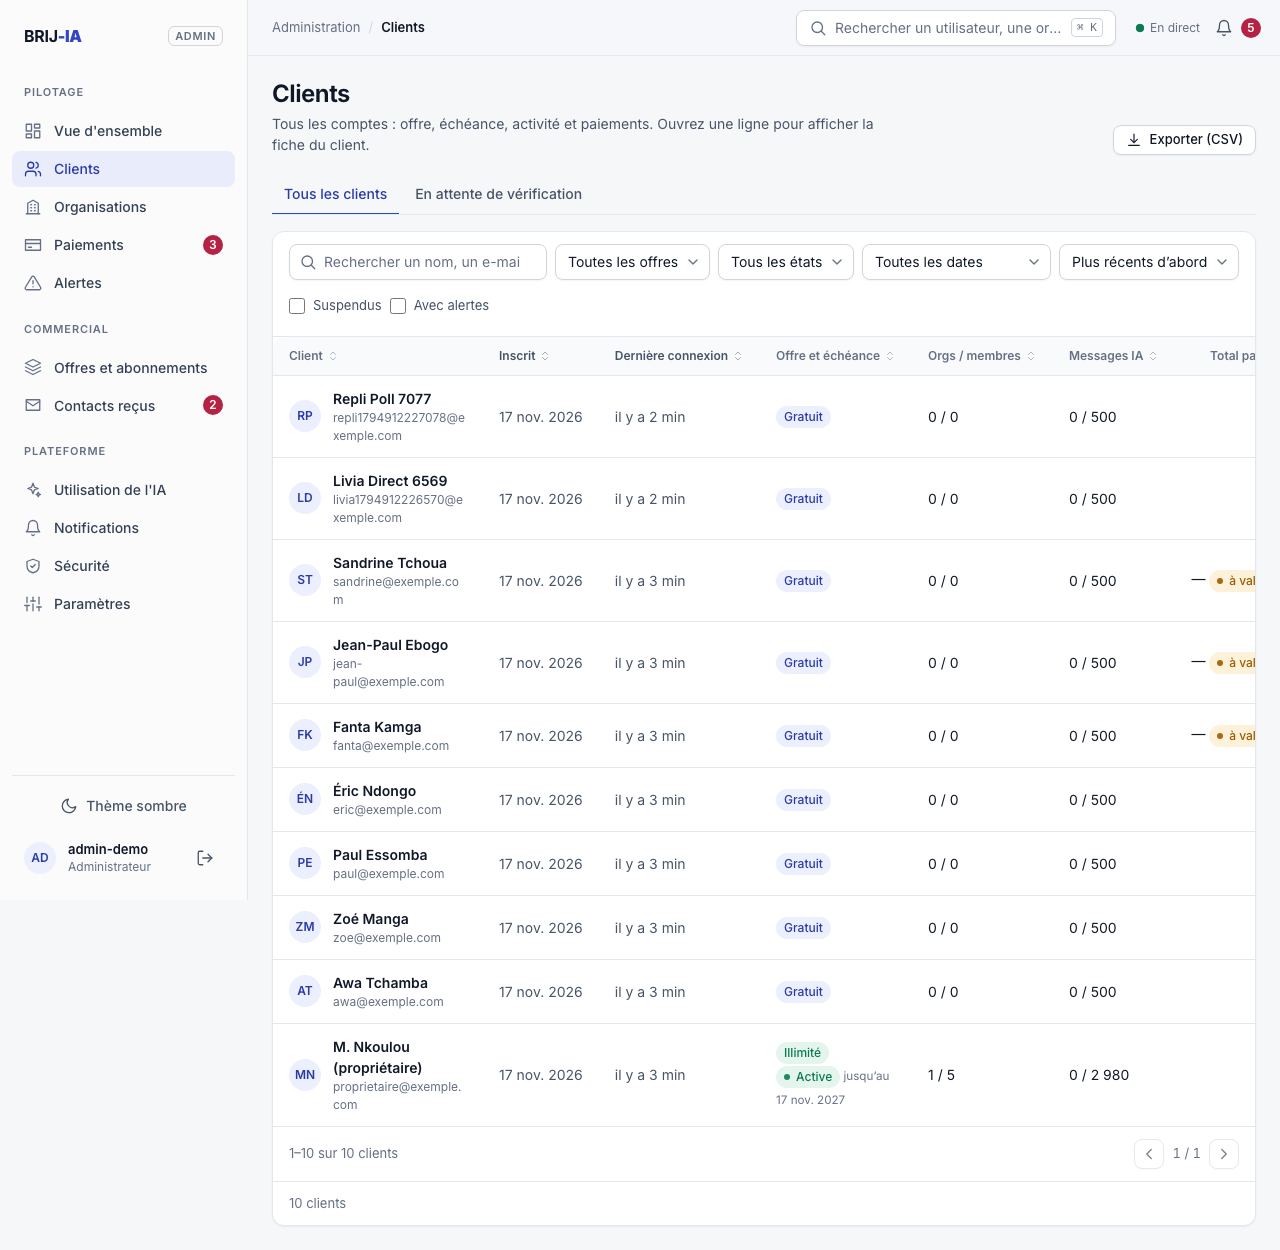 BRIJ-IA
ADMIN
PILOTAGE
Vue d'ensemble
Clients
Organisations
Paiements 3
Alertes
COMMERCIAL
Offres et abonnements
Contacts reçus 2
PLATEFORME
Utilisation de l'IA
Notifications
Sécurité
Paramètres
Thème sombre
AD
admin-demo
Administrateur
Administration / Clients
Rechercher un utilisateur, une or… ⌘ K
En direct
5
Clients
Tous les comptes : offre, échéance, activité et paiements. Ouvrez une ligne pour afficher la
fiche du client.
Exporter (CSV)
Tous les clients
En attente de vérification
Rechercher un nom, un e-mai
Toutes les offres
Tous les états
Toutes les dates
Plus récents d’abord
Suspendus
Avec alertes
Client Inscrit Dernière connexion Offre et échéance Orgs / membres Messages IA Total pa
RP
Repli Poll 7077
repli1794912227078@e
xemple.com
17 nov. 2026 il y a 2 min Gratuit 0 / 0 0 / 500
LD
Livia Direct 6569
livia1794912226570@e
xemple.com
17 nov. 2026 il y a 2 min Gratuit 0 / 0 0 / 500
ST
Sandrine Tchoua
sandrine@exemple.co
m
17 nov. 2026 il y a 3 min Gratuit 0 / 0 0 / 500 — à val
JP
Jean-Paul Ebogo
jean-
paul@exemple.com
17 nov. 2026 il y a 3 min Gratuit 0 / 0 0 / 500 — à val
FK
Fanta Kamga
fanta@exemple.com
17 nov. 2026 il y a 3 min Gratuit 0 / 0 0 / 500 — à val
ÉN
Éric Ndongo
eric@exemple.com
17 nov. 2026 il y a 3 min Gratuit 0 / 0 0 / 500
PE
Paul Essomba
paul@exemple.com
17 nov. 2026 il y a 3 min Gratuit 0 / 0 0 / 500
ZM
Zoé Manga
zoe@exemple.com
17 nov. 2026 il y a 3 min Gratuit 0 / 0 0 / 500
AT
Awa Tchamba
awa@exemple.com
17 nov. 2026 il y a 3 min Gratuit 0 / 0 0 / 500
MN
M. Nkoulou
(propriétaire)
proprietaire@exemple.
com
17 nov. 2026 il y a 3 min
Illimité
Active jusqu’au
17 nov. 2027
1 / 5 0 / 2 980
1–10 sur 10 clients
1 / 1
10 clients